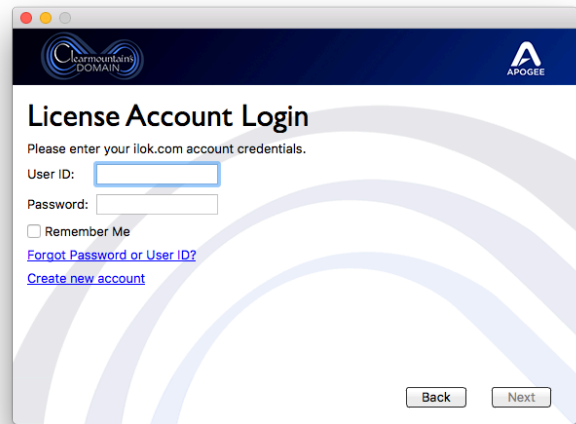 Clearmountain's
DOMAIN
APOGEE
License Account Login
Please enter your ilok.com account credentials.
User ID:
Password:
Remember Me
Forgot Password or User ID?
Create new account
Back
Next